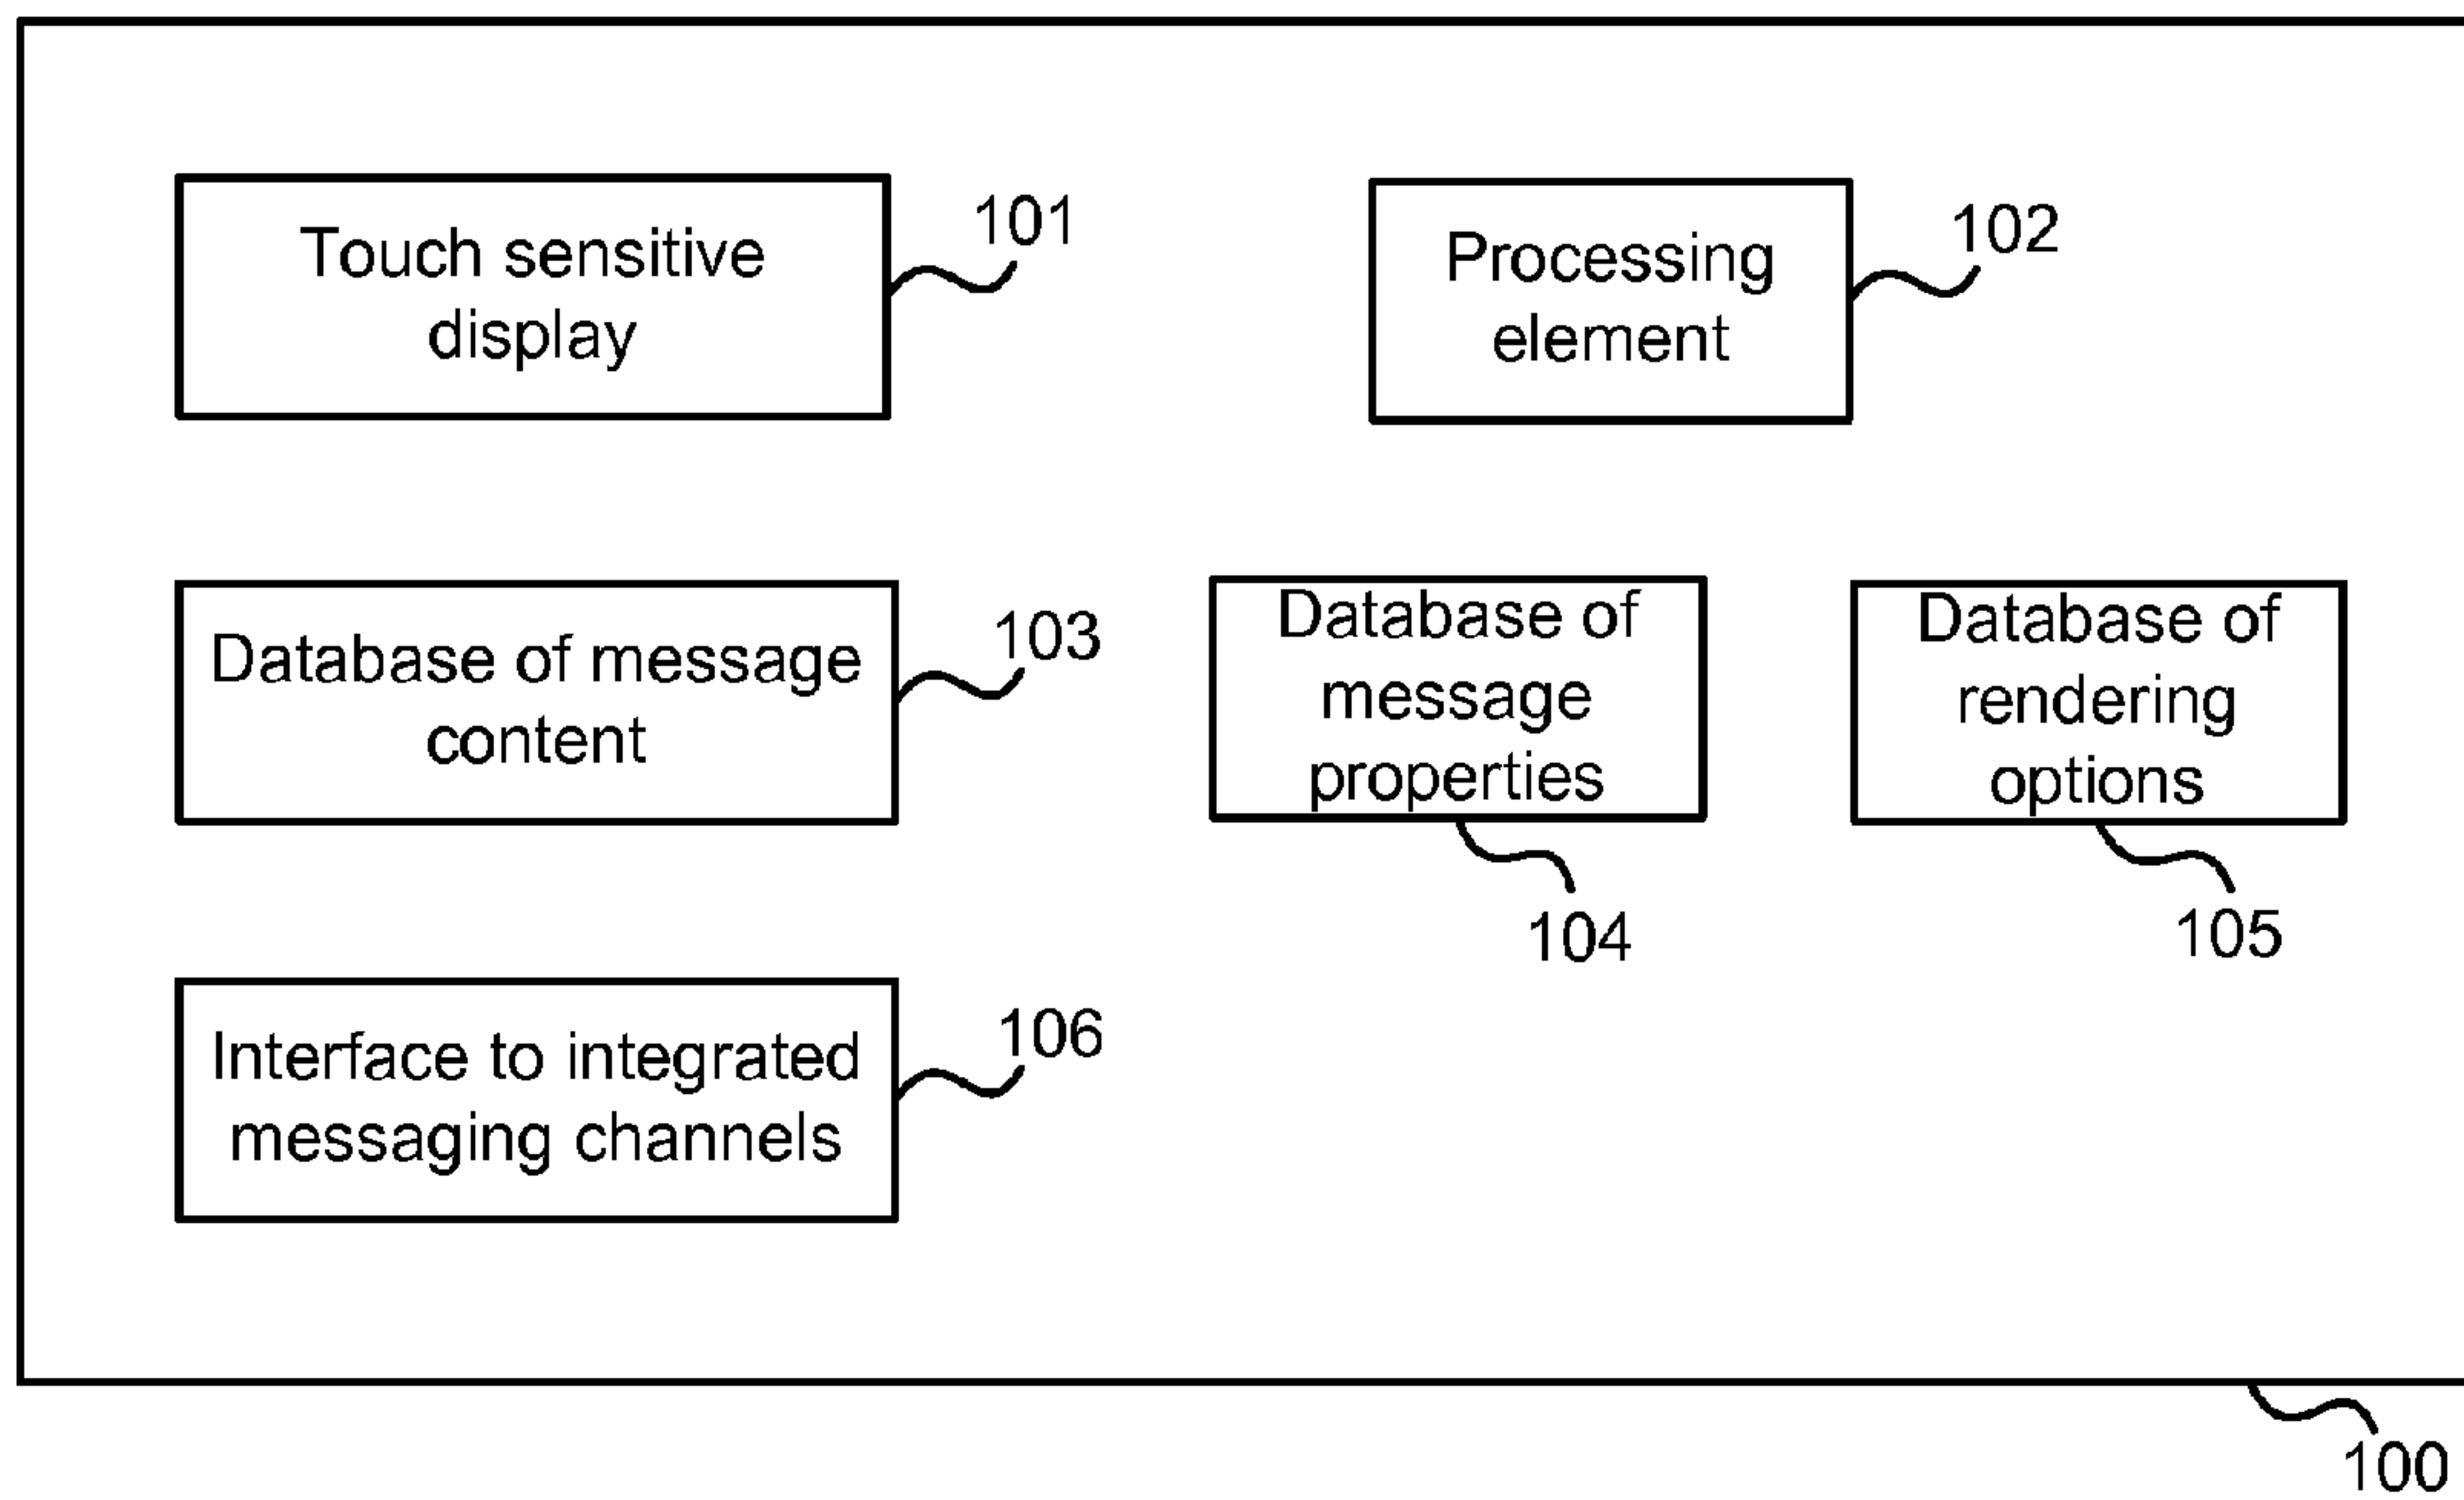 Touch sensitive
display
101
Processing
element
102
Database of message
content
103
Database of
message
properties
104
Database of
rendering
options
105
Interface to integrated
messaging channels
106
100